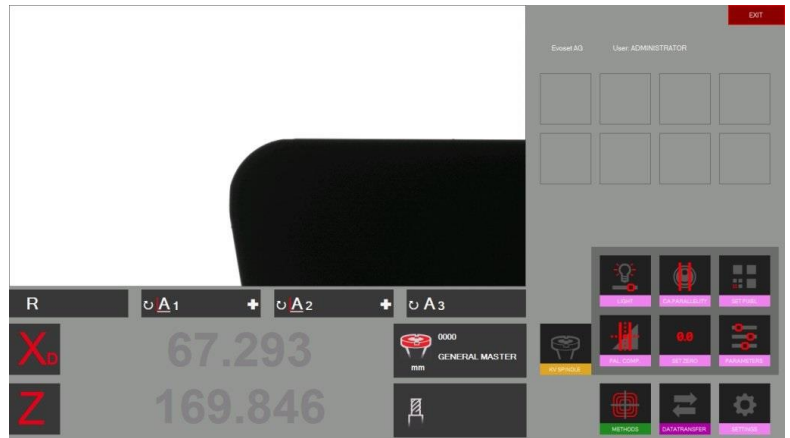 EXIT
Evoset AG User: ADMINISTRATOR
LIGHT CA.PARALLELITY SET PIXEL
R A1 A2 A3
XD 67.293
0000
GENERAL MASTER
mm
0.0
PAL. COMP. SET ZERO PARAMETERS
KV SPINDLE
Z 169.846
METHODS DATATRANSFER SETTINGS